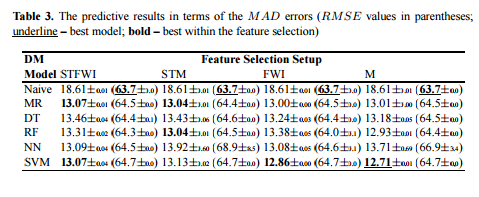 Table 3. The predictive results in terms of the MAD errors (RMSE values in parentheses;
underline – best model; bold – best within the feature selection)
DM Feature Selection Setup
Model STFWI STM FWI M
Naive 18.61±0.01 (63.7±0.0) 18.61±0.01 (63.7±0.0) 18.61±0.01 (63.7±0.0) 18.61±0.01 (63.7±0.0)
MR 13.07±0.01 (64.5±0.0) 13.04±0.01 (64.4±0.0) 13.00±0.00 (64.5±0.0) 13.01±0.00 (64.5±0.0)
DT 13.46±0.04 (64.4±0.1) 13.43±0.06 (64.6±0.0) 13.24±0.03 (64.4±0.0) 13.18±0.05 (64.5±0.0)
RF 13.31±0.02 (64.3±0.0) 13.04±0.01 (64.5±0.0) 13.38±0.05 (64.0±0.1) 12.93±0.01 (64.4±0.0)
NN 13.09±0.04 (64.5±0.0) 13.92±0.60 (68.9±8.5) 13.08±0.05 (64.6±0.1) 13.71±0.69 (66.9±3.4)
SVM 13.07±0.04 (64.7±0.0) 13.13±0.02 (64.7±0.0) 12.86±0.00 (64.7±0.0) 12.71±0.01 (64.7±0.0)